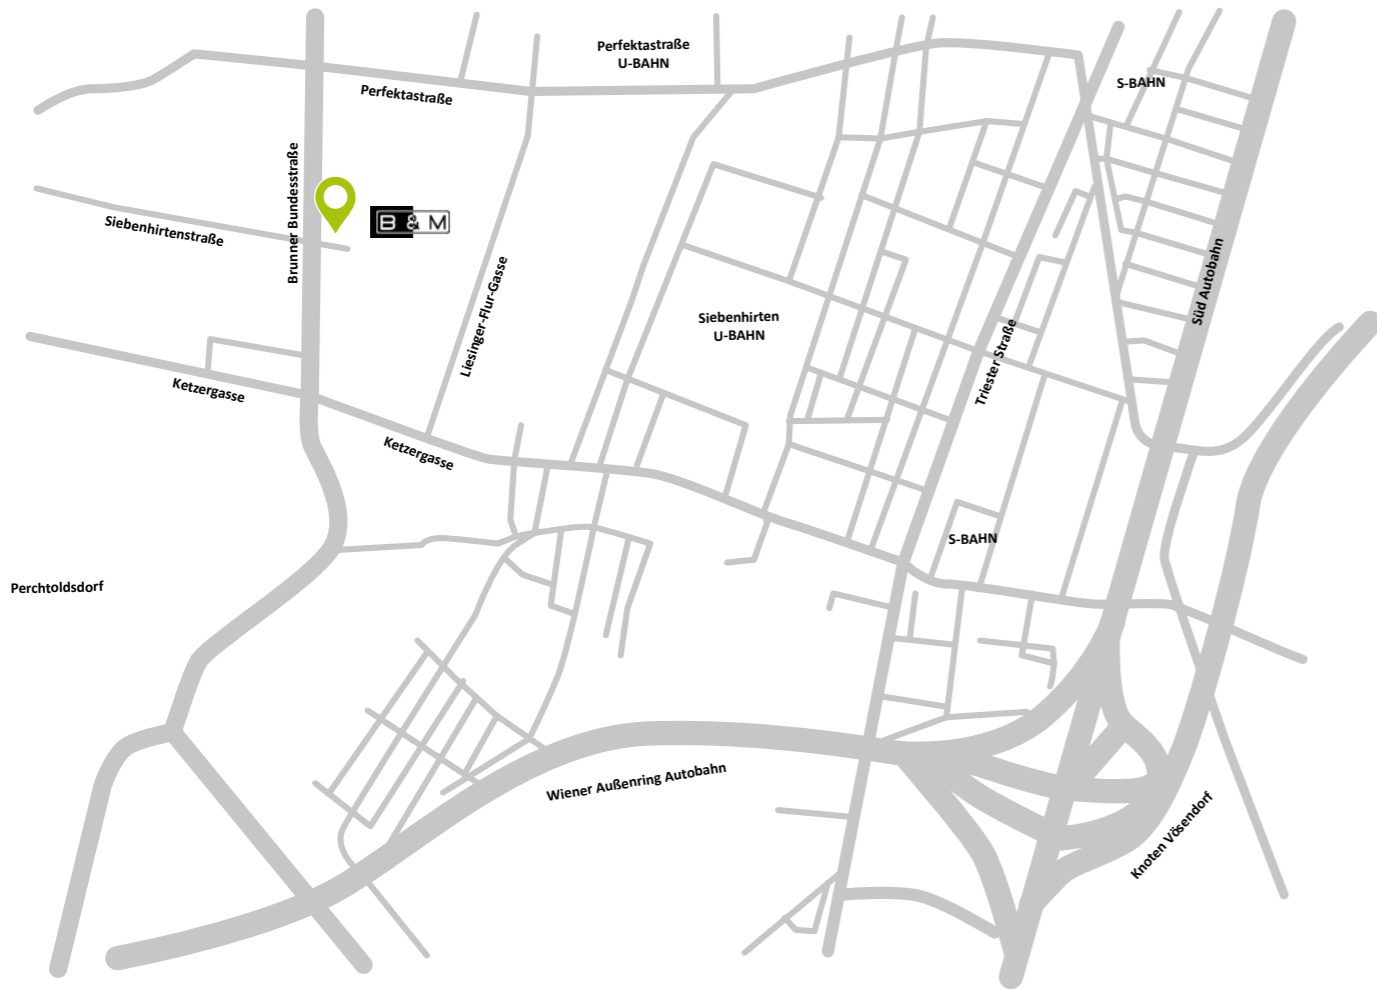 Perfektastraße
U-BAHN
S-BAHN
Perfektastraße
Brunner Bundesstraße
B & M
Siebenhirtenstraße
Liesinger-Flur-Gasse
Süd Autobahn
Siebenhirten
U-BAHN
Triester Straße
Ketzergasse
Ketzergasse
S-BAHN
Perchtoldsdorf
Wiener Außenring Autobahn
Knoten Vösendorf